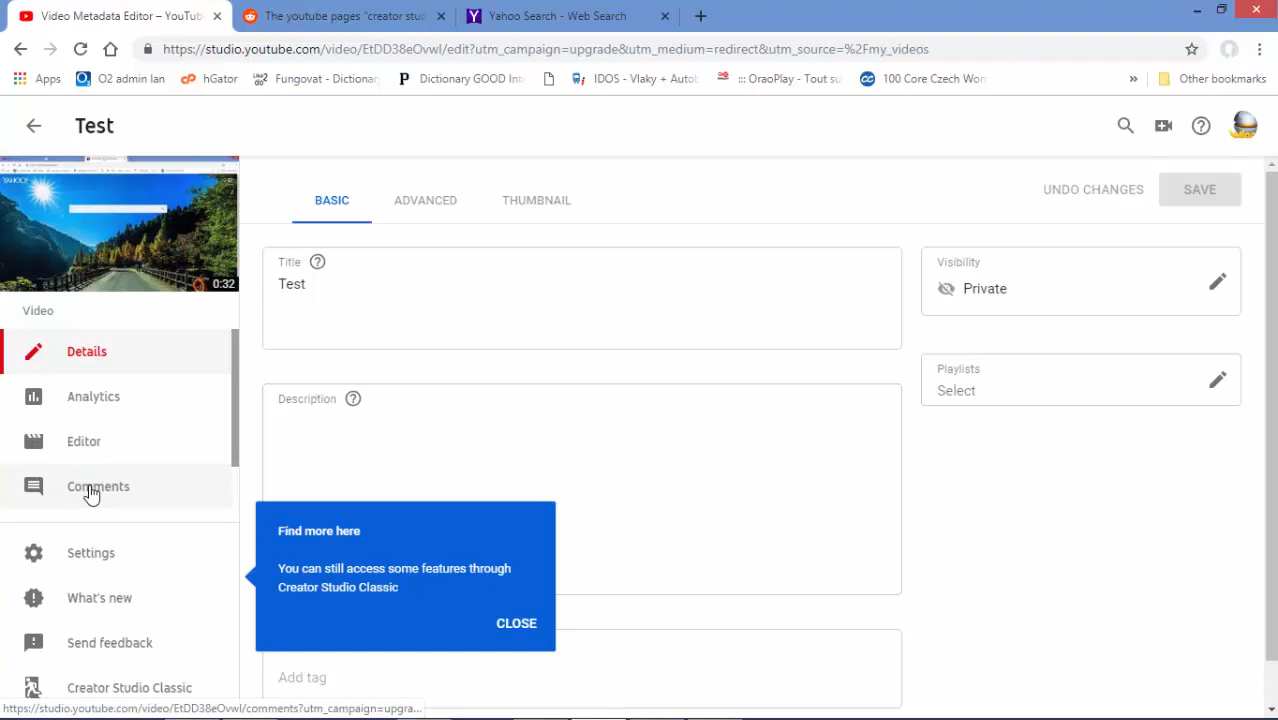 Video Metadata Editor – YouTub
The youtube pages "creator stud
Yahoo Search - Web Search
https://studio.youtube.com/video/EtDD38eOvwI/edit?utm_campaign=upgrade&utm_medium=redirect&utm_source=%2Fmy_videos
Apps
O2 admin lan
hGator
Fungovat - Dictionar
Dictionary GOOD Int
IDOS - Vlaky + Autob
::: OraoPlay - Tout su
100 Core Czech Wor
»
Other bookmarks
Test
YAHOO!
0:32
BASIC
ADVANCED
THUMBNAIL
UNDO CHANGES
SAVE
Video
Details
Analytics
Editor
Comments
Settings
What's new
Send feedback
Creator Studio Classic
Title
Test
Visibility
Private
Playlists
Select
Description
Find more here
You can still access some features through
Creator Studio Classic
CLOSE
Add tag
https://studio.youtube.com/video/EtDD38eOvwI/comments?utm_campaign=upgra...